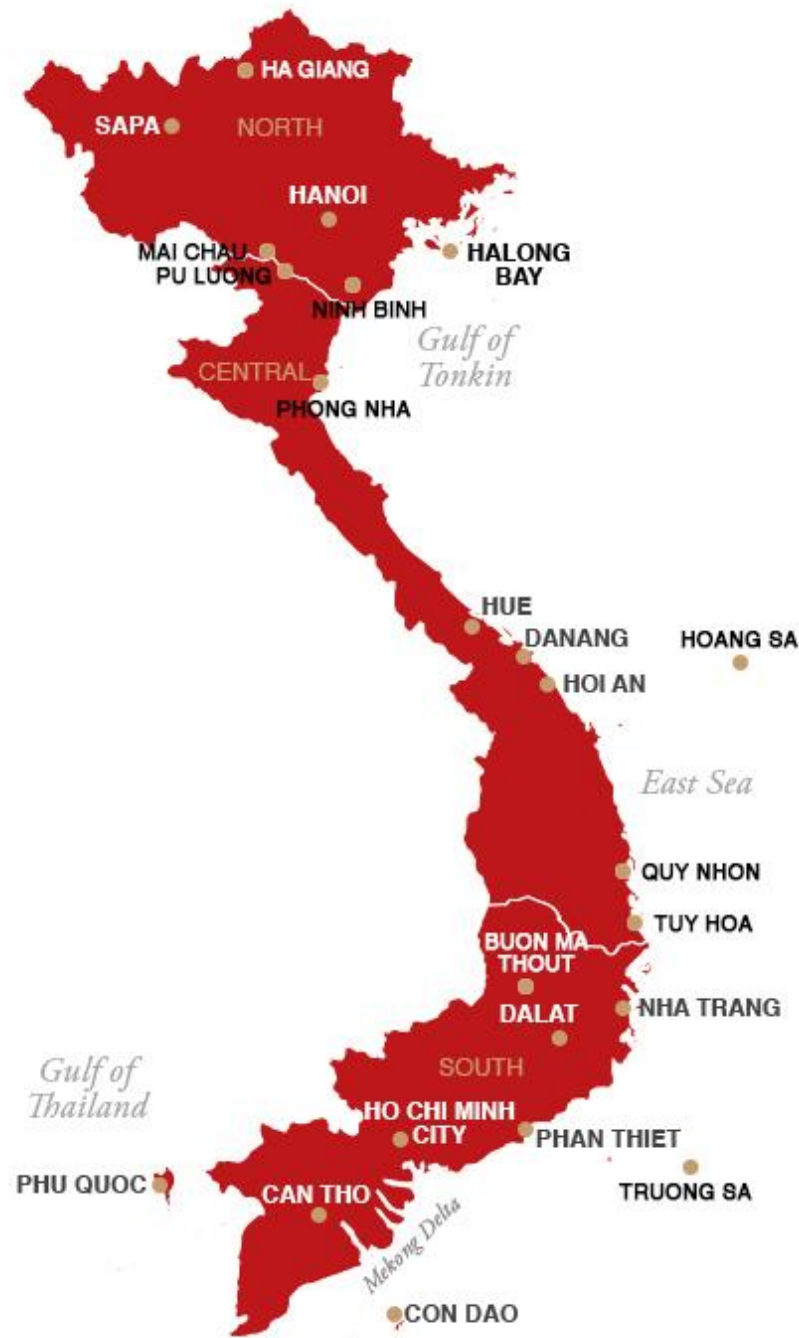 HA GIANG
SAPA
NORTH
HANOI
MAI CHAU
HALONG
BAY
PU LUONG
NINH BINH
Gulf of
Tonkin
CENTRAL
PHONG NHA
HUE
DANANG
HOANG SA
HOI AN
East Sea
QUY NHON
TUY HOA
BUON MA
THOUT
NHA TRANG
DALAT
SOUTH
Gulf of
Thailand
HO CHI MINH
CITY
PHAN THIET
PHU QUOC
TRUONG SA
CAN THO
Mekong Delta
CON DAO